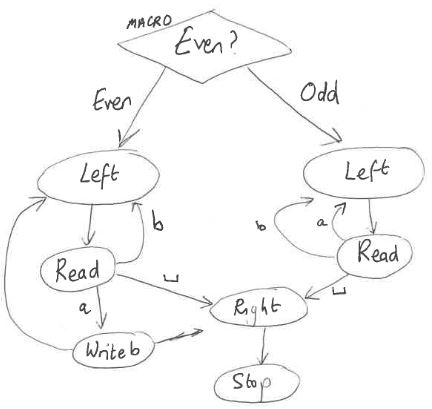 MACRO
Even?
Even
Odd
Left
Left
b
b
a
Read
Read
␣
␣
a
Right
Write b
Stop